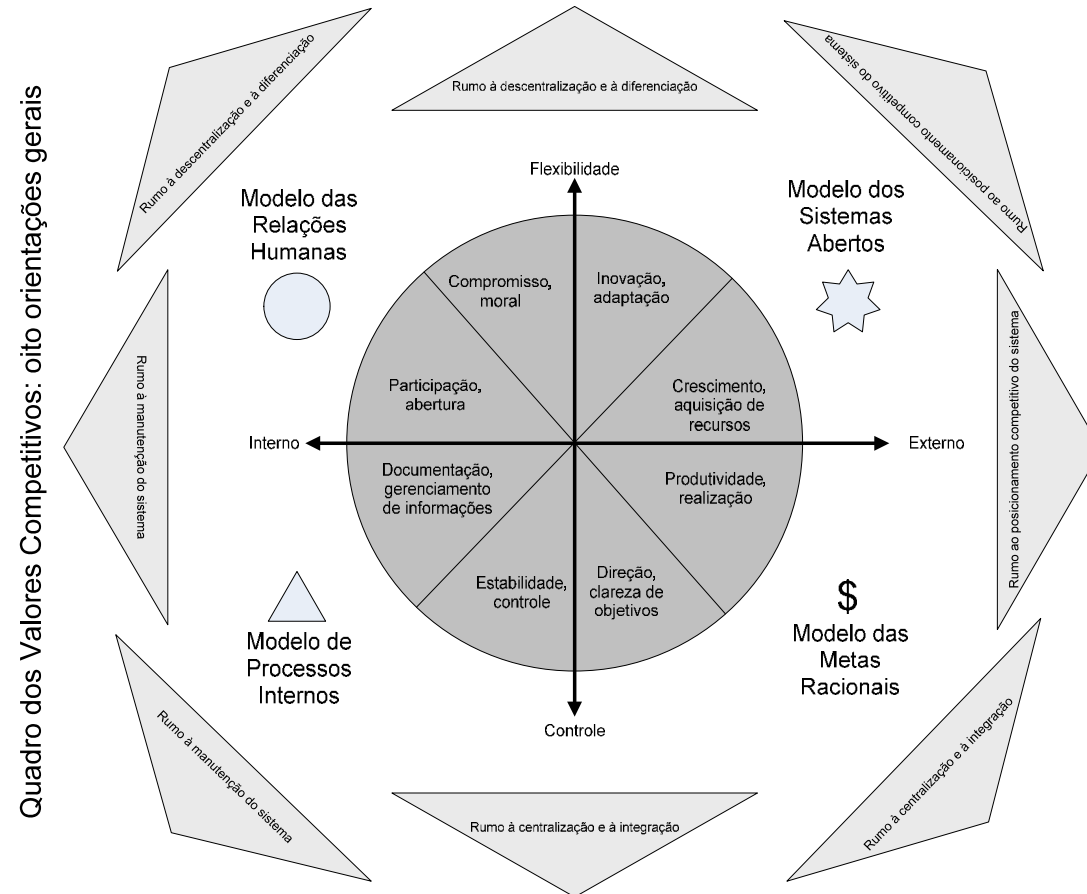 Quadro dos Valores Competitivos: oito orientações gerais
Rumo à descentralização e à diferenciação
Rumo à descentralização e à diferenciação
Rumo ao posicionamento competitivo do sistema
Flexibilidade
Modelo das
Relações
Humanas
Modelo dos
Sistemas
Abertos
Compromisso,
moral
Inovação,
adaptação
Rumo à manutenção do sistema
Participação,
abertura
Crescimento,
aquisição de
recursos
Rumo ao posicionamento competitivo do sistema
Interno
Externo
Documentação,
gerenciamento
de informações
Produtividade,
realização
Estabilidade,
controle
Direção,
clareza de
objetivos
Modelo de
Processos
Internos
$
Modelo das
Metas
Racionais
Controle
Rumo à manutenção do sistema
Rumo à centralização e à integração
Rumo à centralização e à integração